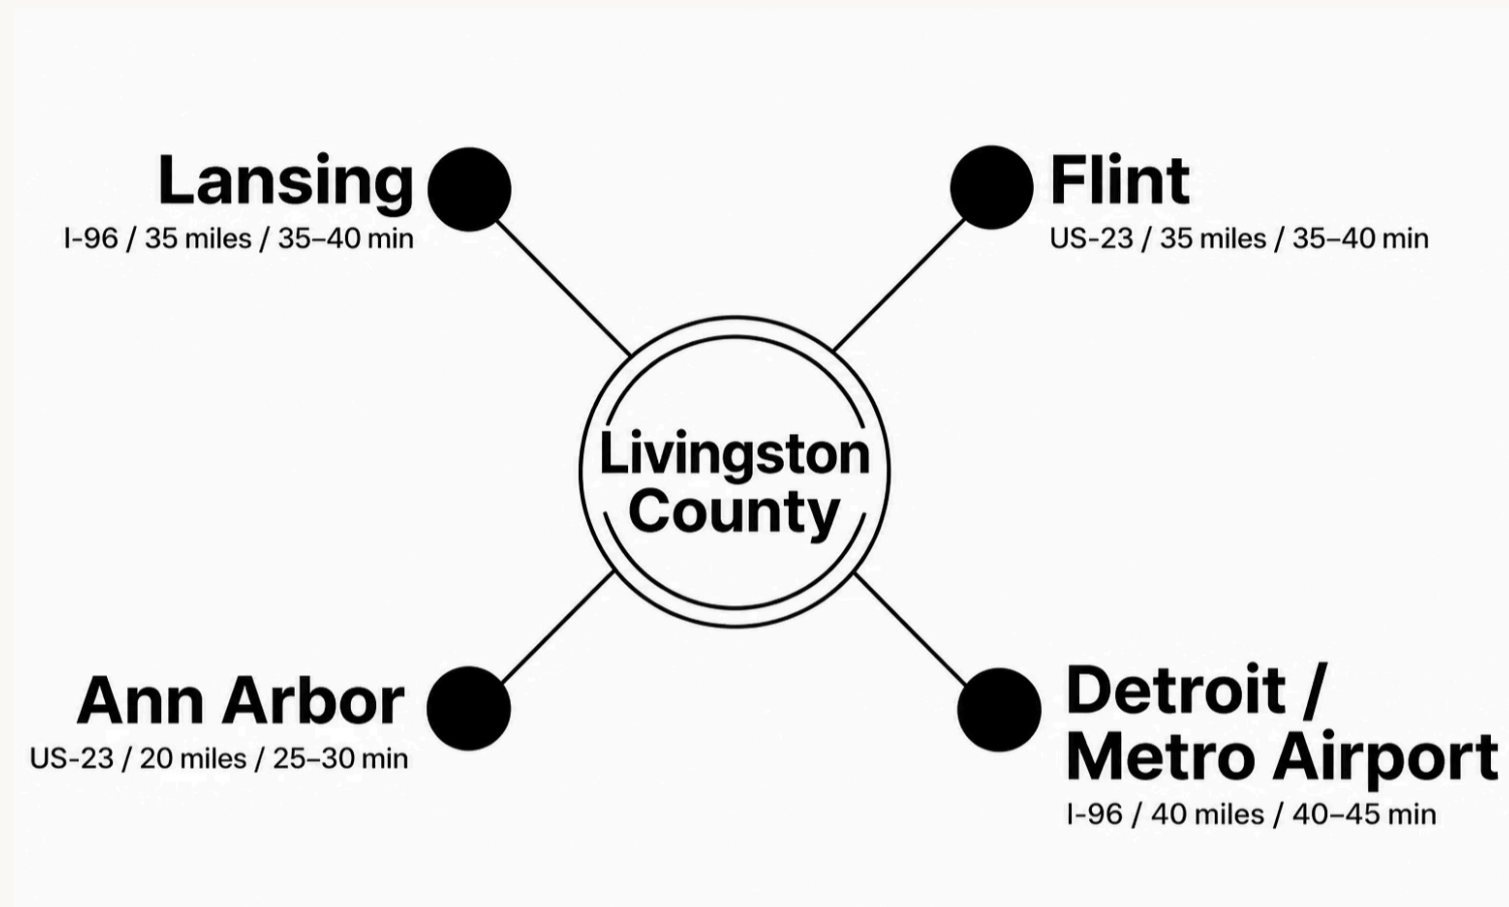 Lansing
I-96 / 35 miles / 35–40 min
Flint
US-23 / 35 miles / 35–40 min
Livingston
County
Ann Arbor
US-23 / 20 miles / 25–30 min
Detroit /
Metro Airport
I-96 / 40 miles / 40–45 min